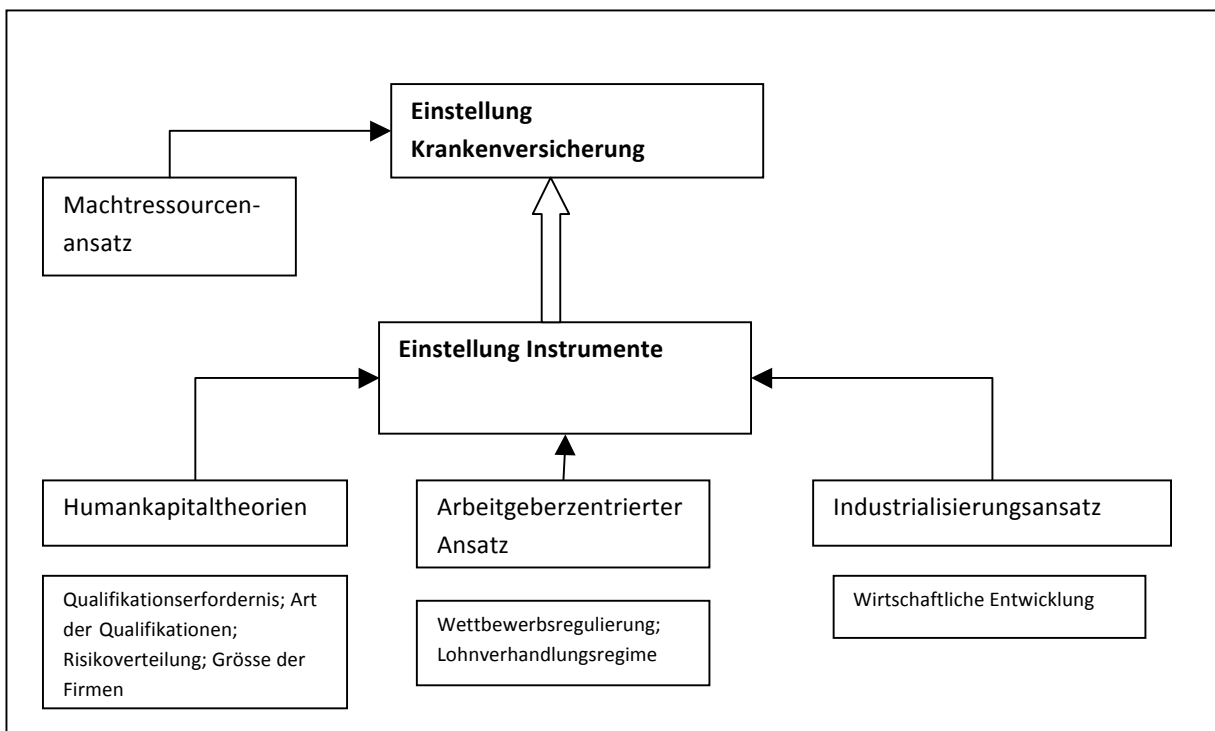 Einstellung
Krankenversicherung
Machtressourcen-
ansatz
Einstellung Instrumente
Humankapitaltheorien
Qualifikationserfordernis; Art
der Qualifikationen;
Risikoverteilung; Grösse der
Firmen
Arbeitgeberzentrierter
Ansatz
Wettbewerbsregulierung;
Lohnverhandlungsregime
Industrialisierungsansatz
Wirtschaftliche Entwicklung